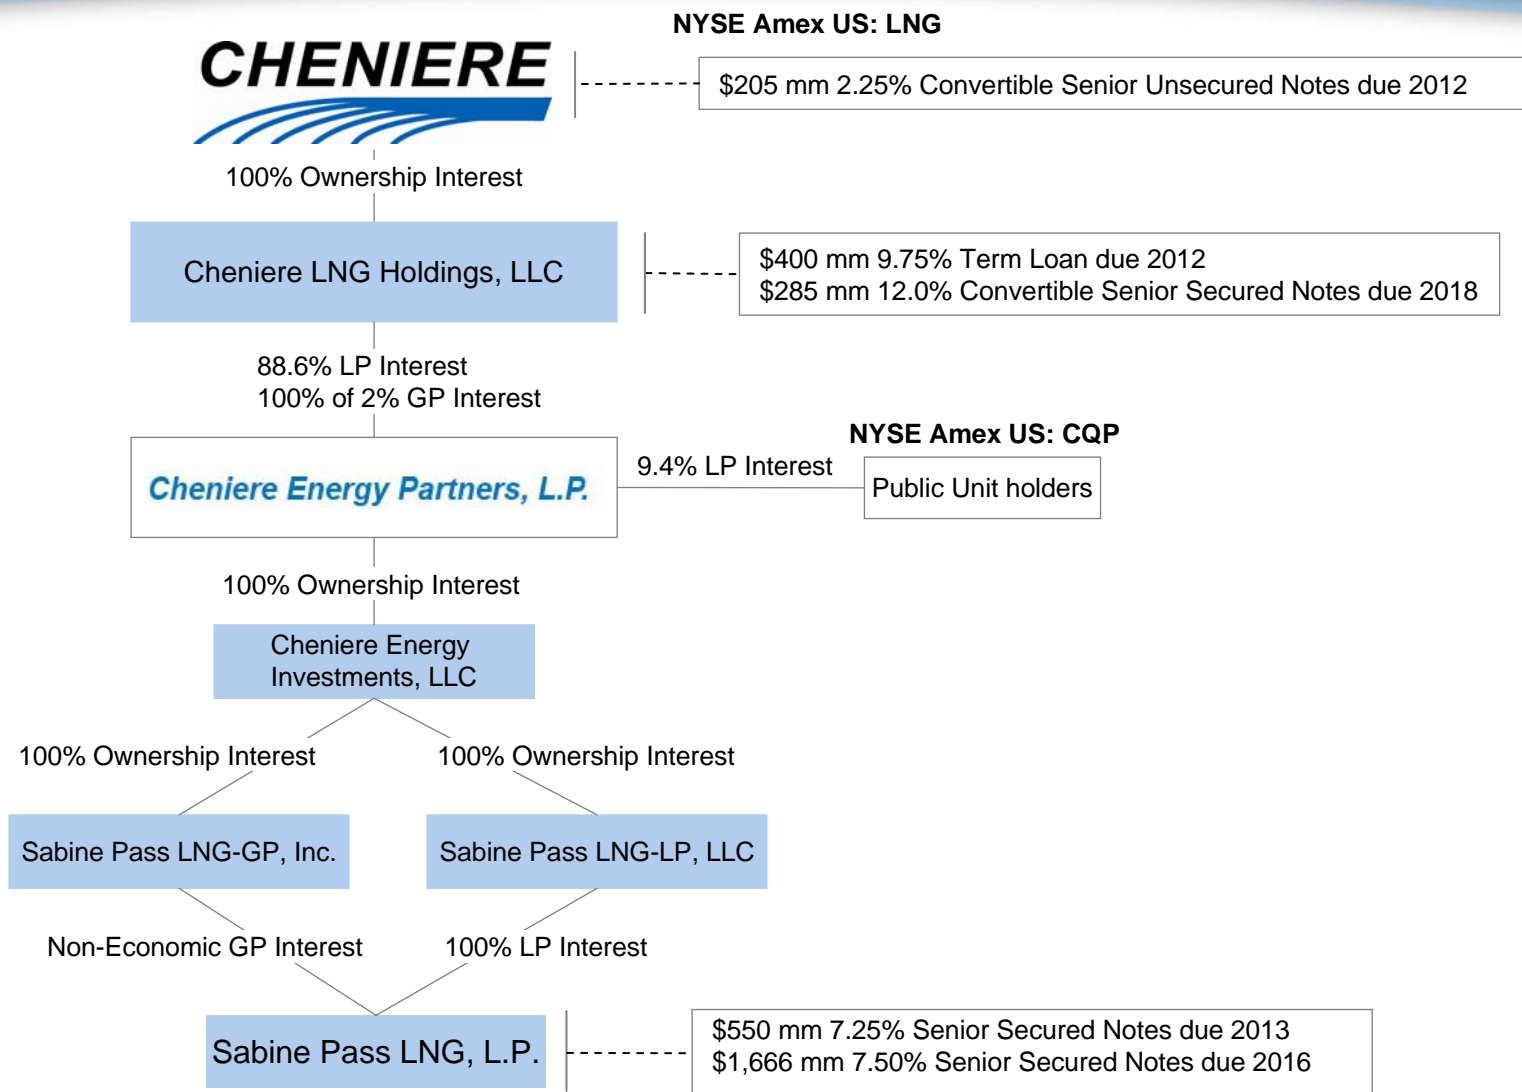 NYSE Amex US: LNG
CHENIERE
$205 mm 2.25% Convertible Senior Unsecured Notes due 2012
100% Ownership Interest
Cheniere LNG Holdings, LLC
$400 mm 9.75% Term Loan due 2012
$285 mm 12.0% Convertible Senior Secured Notes due 2018
88.6% LP Interest
100% of 2% GP Interest
NYSE Amex US: CQP
Cheniere Energy Partners, L.P.
9.4% LP Interest
Public Unit holders
100% Ownership Interest
Cheniere Energy
Investments, LLC
100% Ownership Interest
100% Ownership Interest
Sabine Pass LNG-GP, Inc.
Sabine Pass LNG-LP, LLC
Non-Economic GP Interest
100% LP Interest
Sabine Pass LNG, L.P.
$550 mm 7.25% Senior Secured Notes due 2013
$1,666 mm 7.50% Senior Secured Notes due 2016